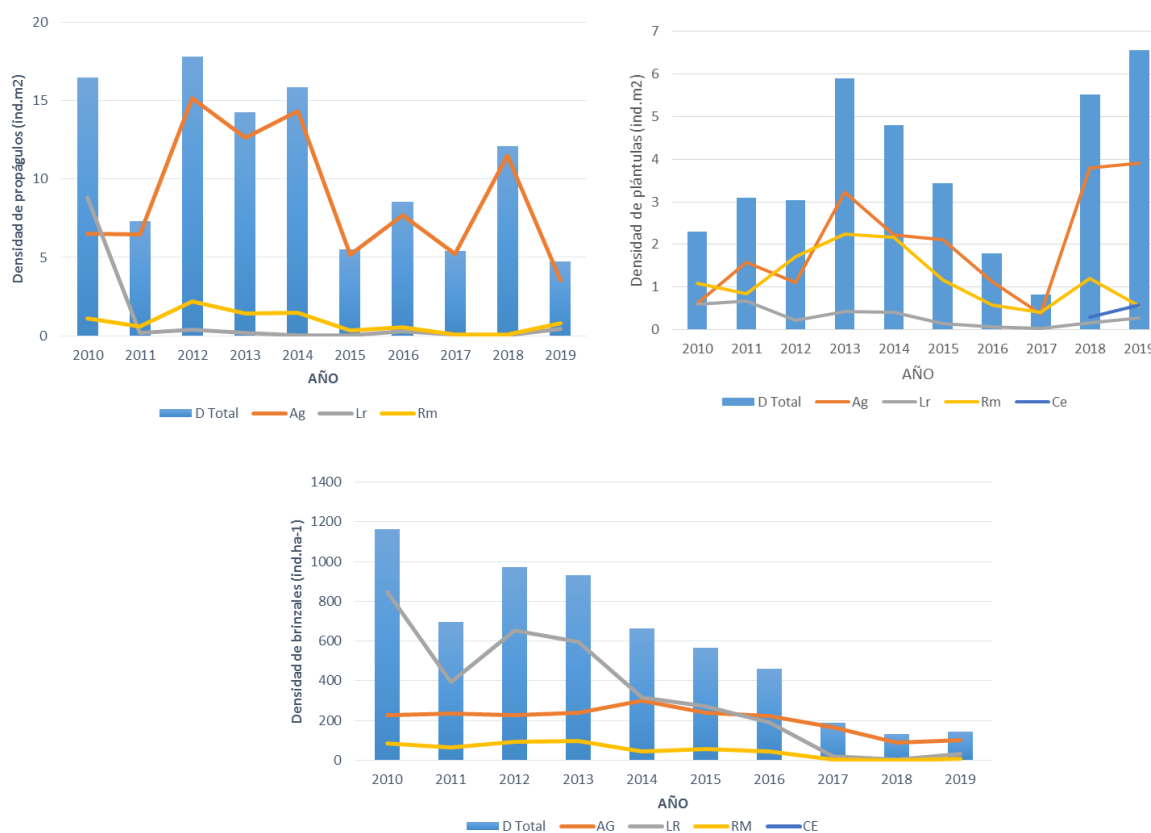 Densidad de propágulos (ind.m2)
20
15
10
5
0
2010 2011 2012 2013 2014 2015 2016 2017 2018 2019
AÑO
D Total Ag Lr Rm
Densidad de plántulas (ind.m2)
7
6
5
4
3
2
1
0
2010 2011 2012 2013 2014 2015 2016 2017 2018 2019
AÑO
D Total Ag Lr Rm Ce
Densidad de brinzales (ind.ha-1)
1400
1200
1000
800
600
400
200
0
2010 2011 2012 2013 2014 2015 2016 2017 2018 2019
AÑO
D Total AG LR RM CE